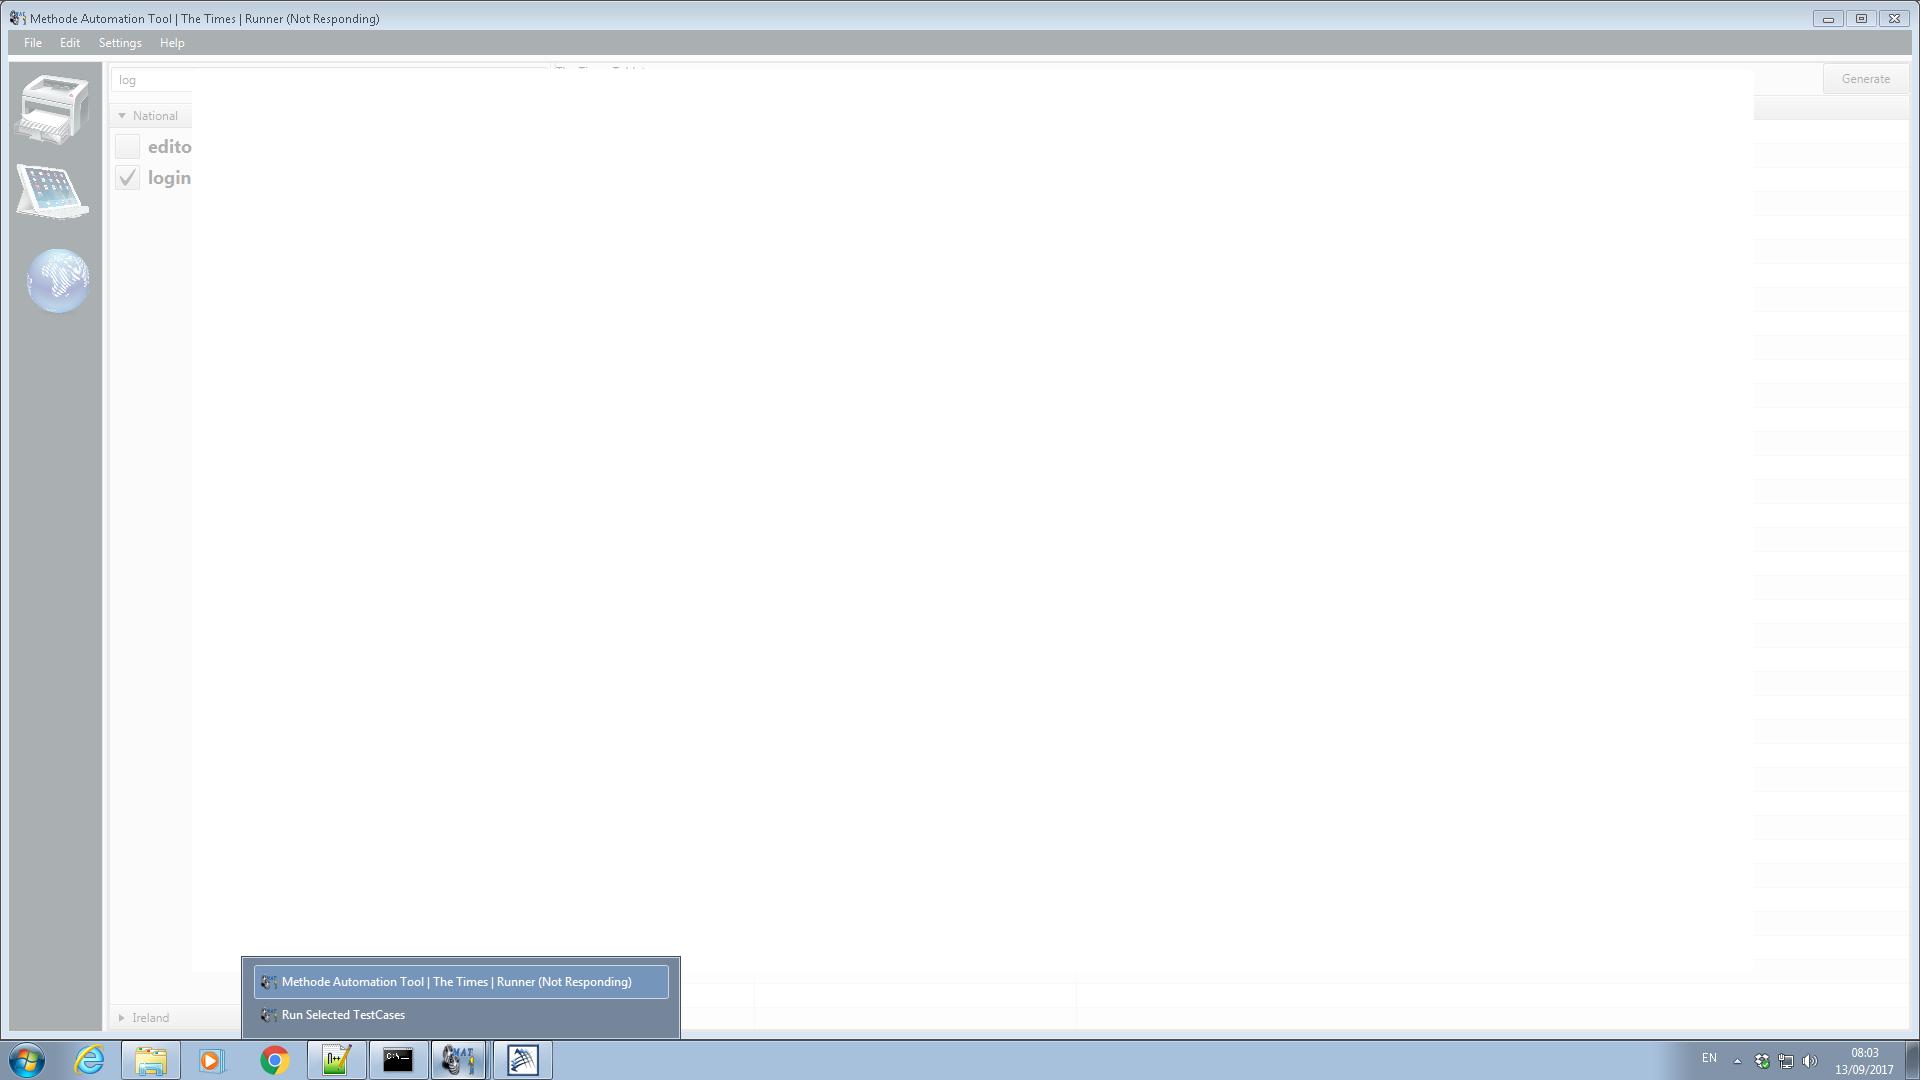 Methode Automation Tool | The Times | Runner (Not Responding)
File Edit Settings Help
log
Generate
National
edito
login
Methode Automation Tool | The Times | Runner (Not Responding)
Run Selected TestCases
Ireland
EN
08:03
13/09/2017